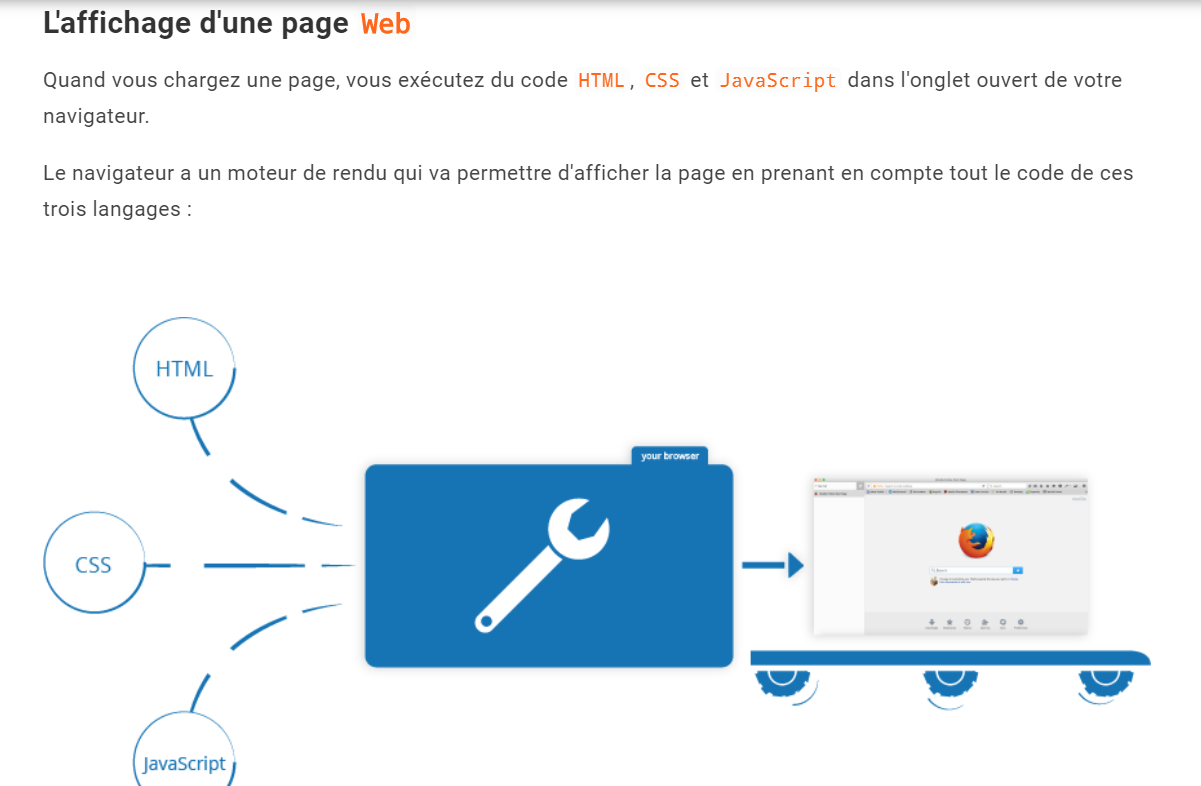 L'affichage d'une page Web
Quand vous chargez une page, vous exécutez du code HTML, CSS et JavaScript dans l'onglet ouvert de votre
navigateur.
Le navigateur a un moteur de rendu qui va permettre d'afficher la page en prenant en compte tout le code de ces
trois langages :
HTML
your browser
CSS
JavaScript